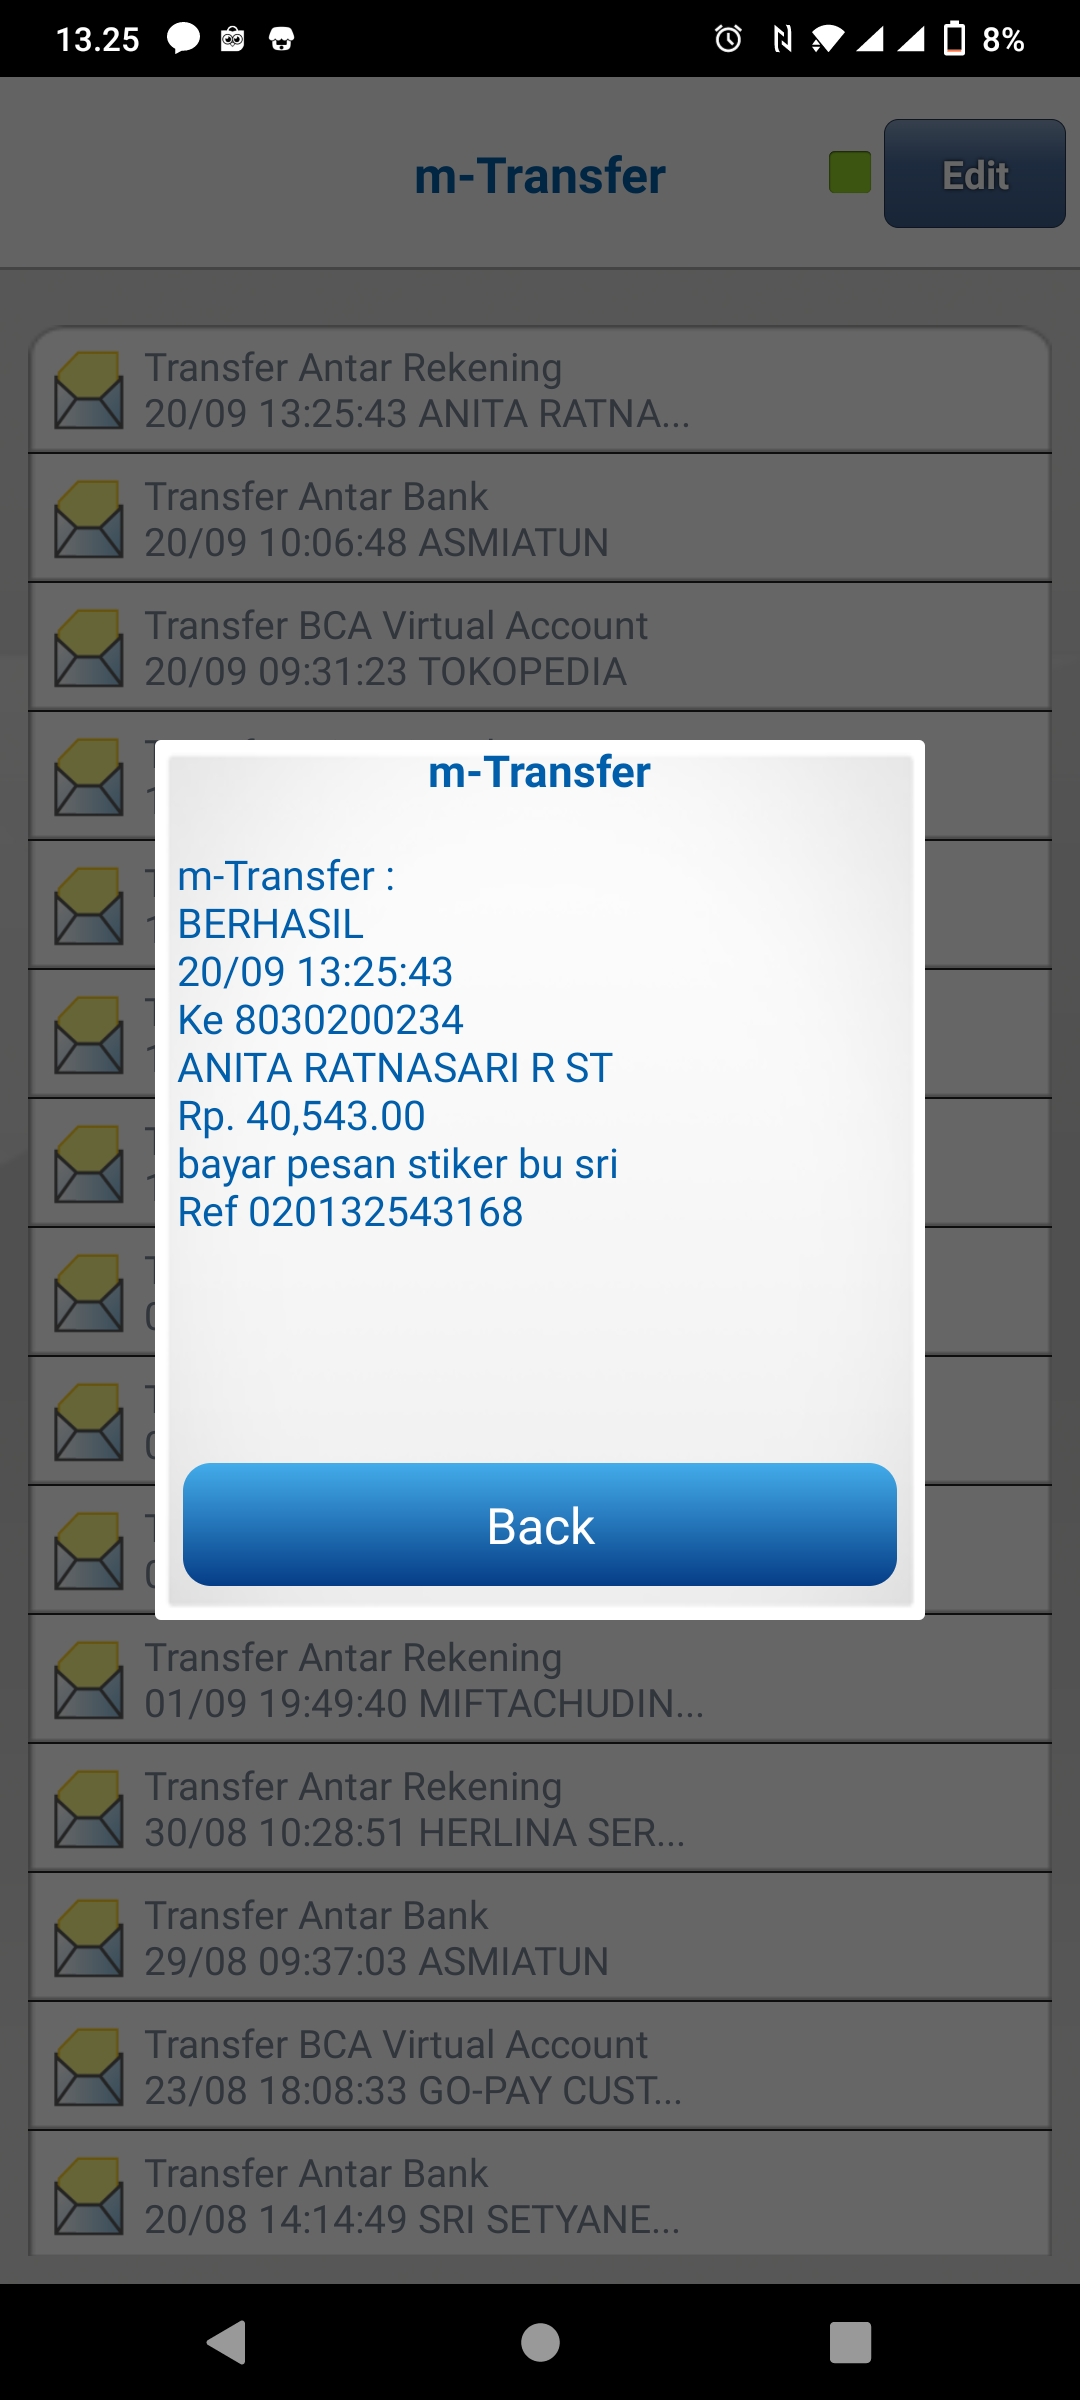 13.25
8%
m-Transfer
Edit
Transfer Antar Rekening
20/09 13:25:43 ANITA RATNA...
Transfer Antar Bank
20/09 10:06:48 ASMIATUN
Transfer BCA Virtual Account
20/09 09:31:23 TOKOPEDIA
m-Transfer
m-Transfer :
BERHASIL
20/09 13:25:43
Ke 8030200234
ANITA RATNASARI R ST
Rp. 40,543.00
bayar pesan stiker bu sri
Ref 020132543168
Back
Transfer Antar Rekening
01/09 19:49:40 MIFTACHUDIN...
Transfer Antar Rekening
30/08 10:28:51 HERLINA SER...
Transfer Antar Bank
29/08 09:37:03 ASMIATUN
Transfer BCA Virtual Account
23/08 18:08:33 GO-PAY CUST...
Transfer Antar Bank
20/08 14:14:49 SRI SETYANE...